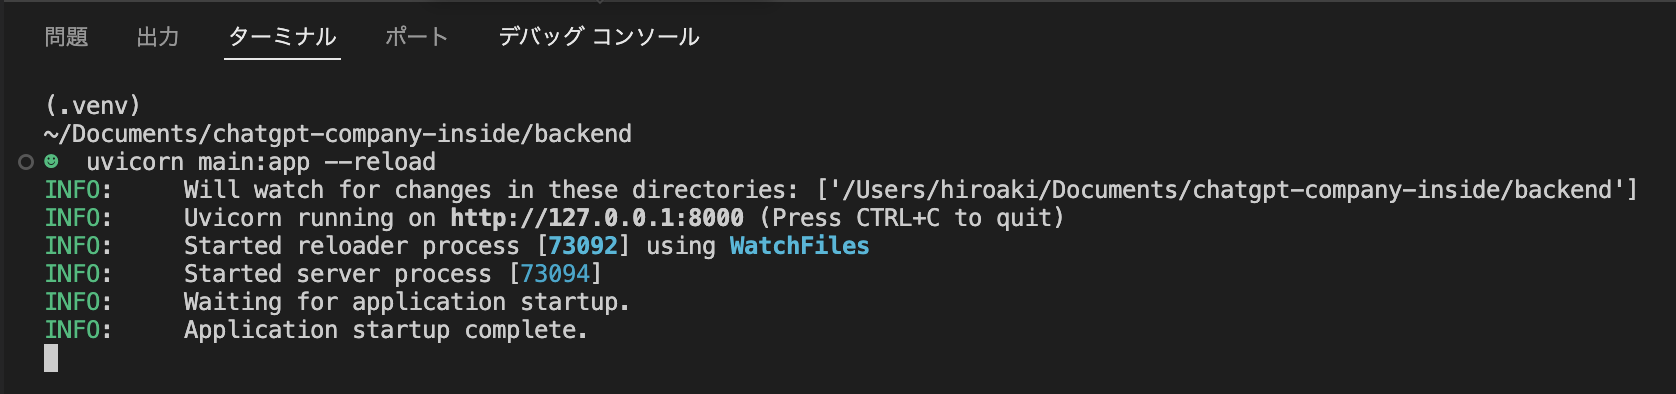 問題 出力 ターミナル ポート デバッグ コンソール
(.venv)
~/Documents/chatgpt-company-inside/backend
uvicorn main:app --reload
INFO: Will watch for changes in these directories: ['/Users/hiroaki/Documents/chatgpt-company-inside/backend']
INFO: Uvicorn running on http://127.0.0.1:8000 (Press CTRL+C to quit)
INFO: Started reloader process [73092] using WatchFiles
INFO: Started server process [73094]
INFO: Waiting for application startup.
INFO: Application startup complete.